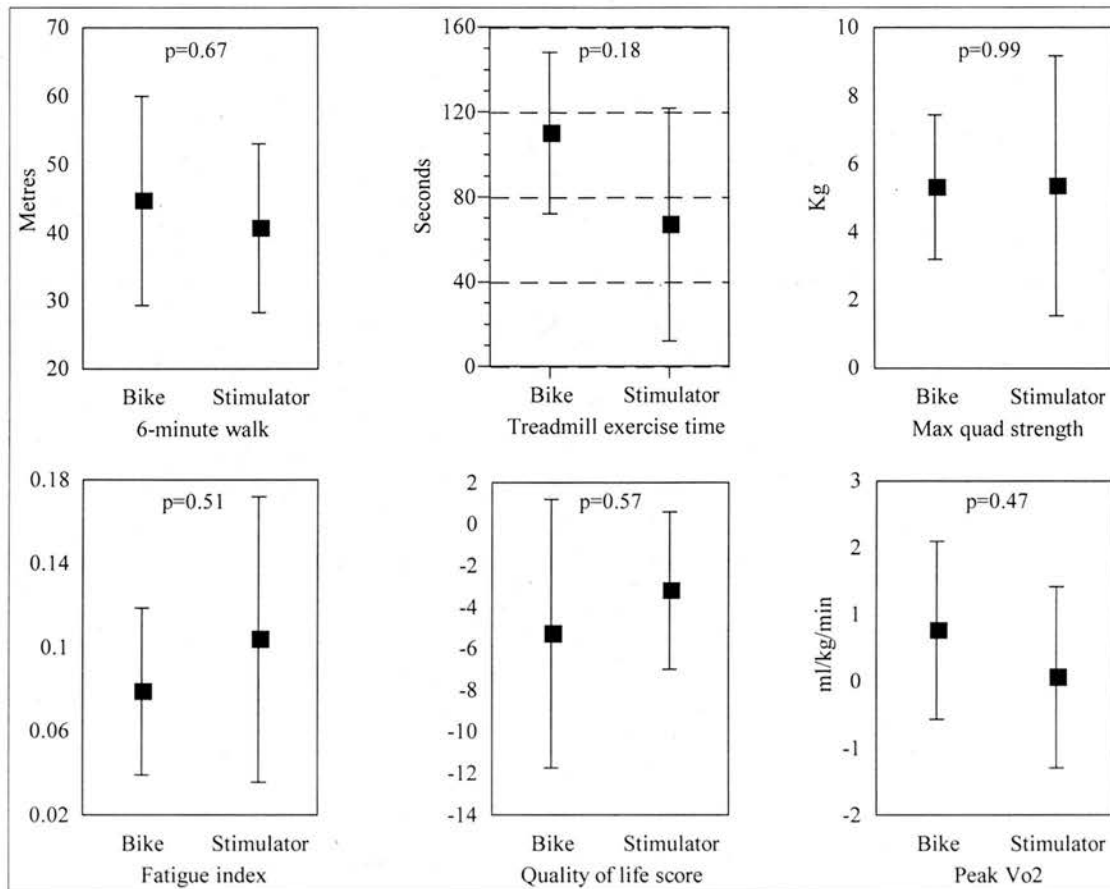 70
60
50
40
30
20
Metres
p=0.67
Bike Stimulator
6-minute walk
160
120
80
40
0
Seconds
p=0.18
Bike Stimulator
Treadmill exercise time
10
8
6
4
2
0
Kg
p=0.99
Bike Stimulator
Max quad strength
0.18
0.14
0.1
0.06
0.02
p=0.51
Bike Stimulator
Fatigue index
2
0
-2
-4
-6
-8
-10
-12
-14
p=0.57
Bike Stimulator
Quality of life score
3
2
1
0
-1
-2
ml/kg/min
p=0.47
Bike Stimulator
Peak Vo2